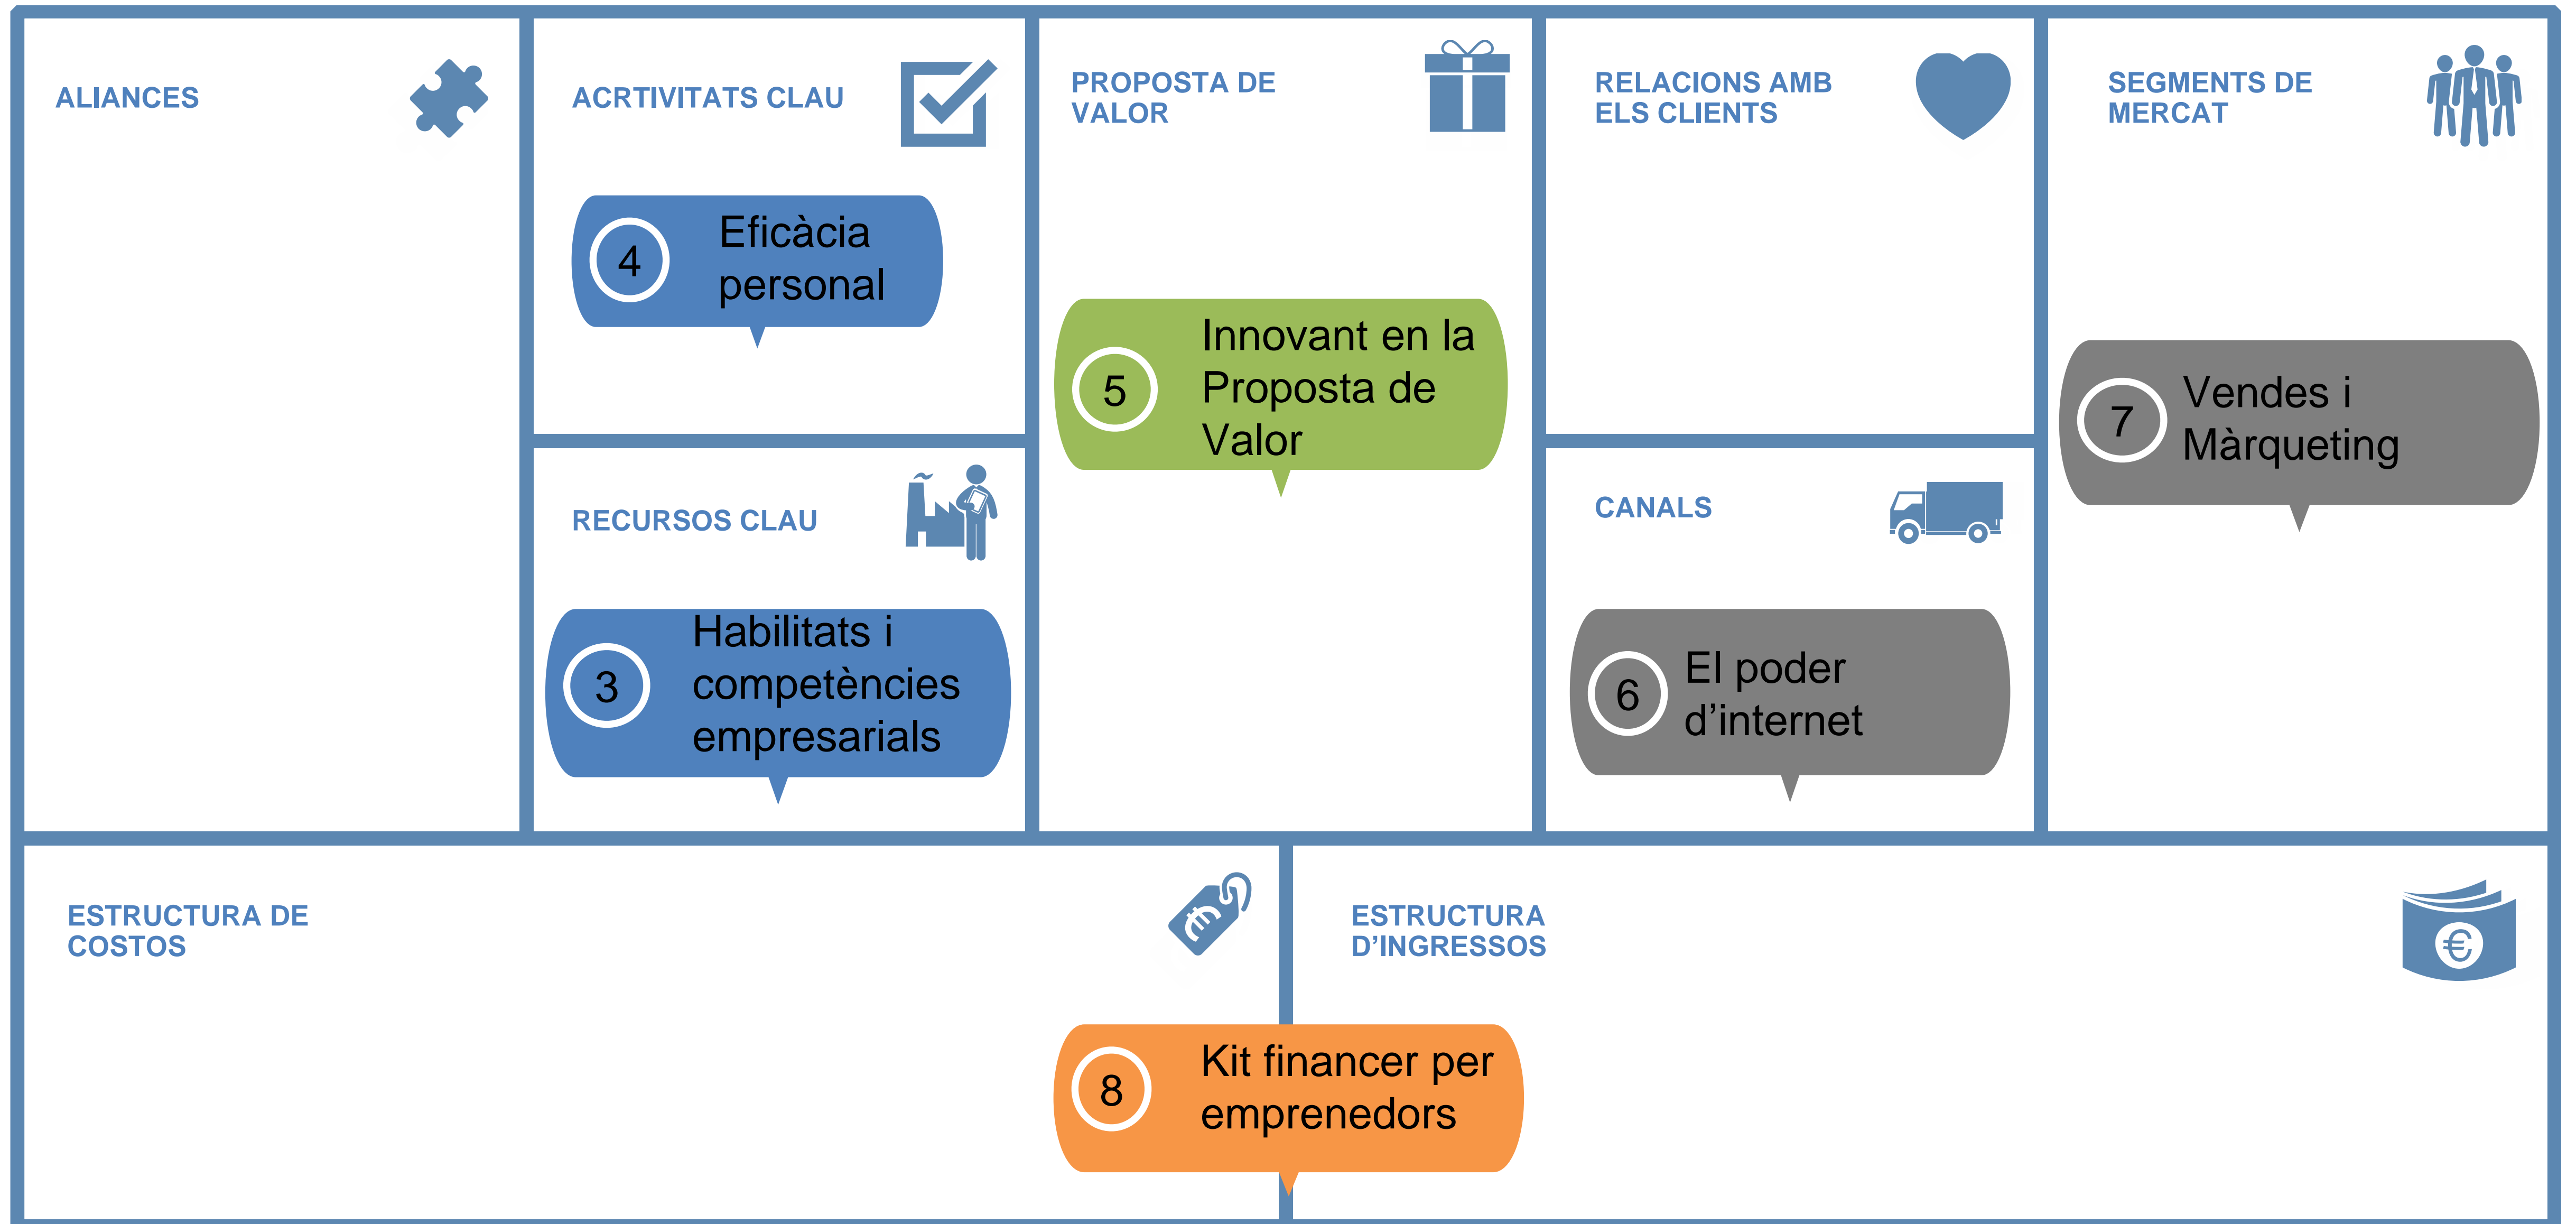 ALIANCES
ACRTIVITATS CLAU
4
Eficàcia
personal
RECURSOS CLAU
3
Habilitats i
competències
empresarials
PROPOSTA DE
VALOR
5
Innovant en la
Proposta de
Valor
RELACIONS AMB
ELS CLIENTS
CANALS
6
El poder
d’internet
SEGMENTS DE
MERCAT
7
Vendes i
Màrqueting
ESTRUCTURA DE
COSTOS
€
ESTRUCTURA
D’INGRESSOS
€
8
Kit financer per
emprenedors